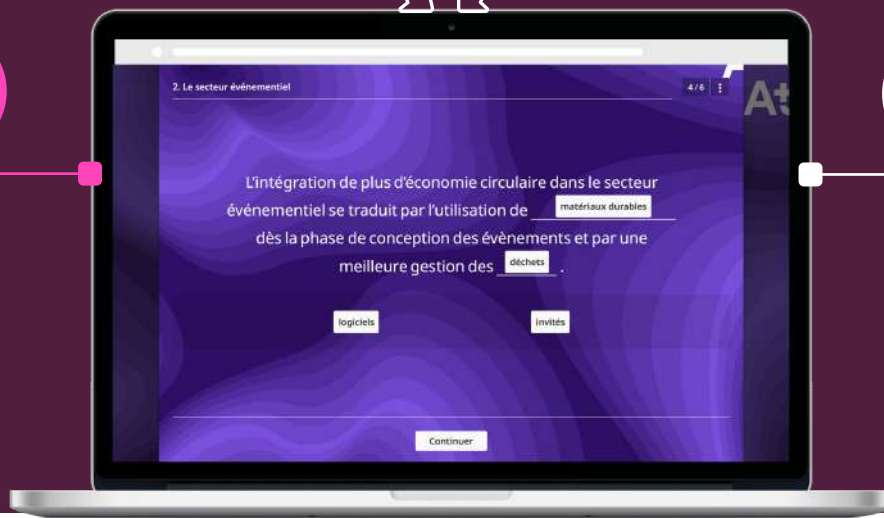 2. Le secteur événementiel
4/6
L'intégration de plus d'économie circulaire dans le secteur
événementiel se traduit par l'utilisation de matériaux durables
dès la phase de conception des évènements et par une
meilleure gestion des déchets .
logiciels
invités
Continuer